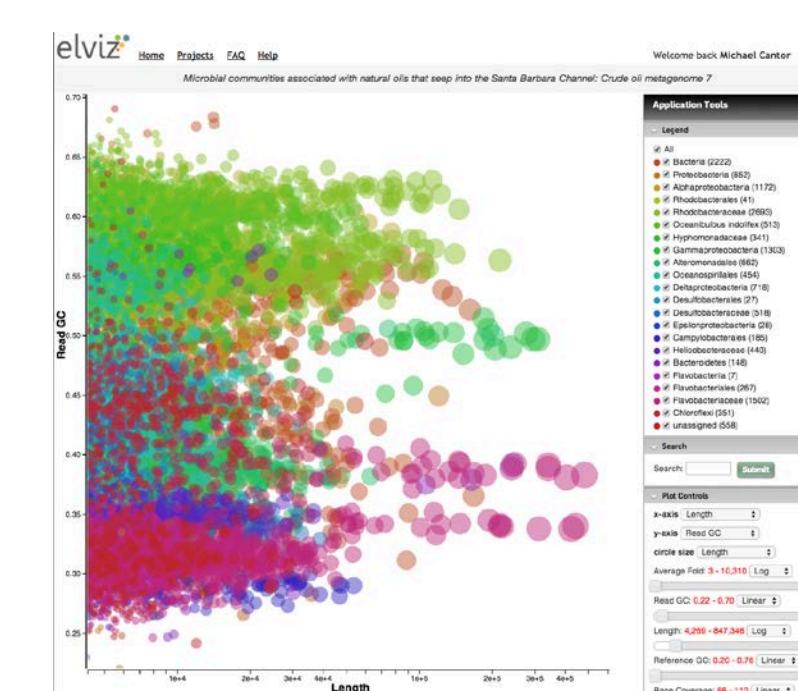 elviz Home Projects FAQ Help
Welcome back Michael Cantor
Microbial communities associated with natural oils that seep into the Santa Barbara Channel: Crude oil metagenome 7
0.70
0.65
0.60
0.55
0.50
0.45
0.40
0.35
0.30
0.25
Read GC
1e+4 2e+4 3e+4 4e+4 1e+5 2e+5 3e+5 4e+5
Length
Application Tools
Legend
All
Bacteria (2222)
Proteobacteria (852)
Alphaproteobacteria (1172)
Rhodobacterales (41)
Rhodobacteraceae (2693)
Oceanibulbus indolifex (513)
Hyphomonadaceae (341)
Gammaproteobacteria (1303)
Alteromonadales (662)
Oceanospirillales (454)
Deltaproteobacteria (718)
Desulfobacterales (27)
Desulfobacteraceae (518)
Epsilonproteobacteria (28)
Campylobacterales (185)
Helicobacteraceae (440)
Bacteroidetes (148)
Flavobacteria (7)
Flavobacteriales (267)
Flavobacteriaceae (1502)
Chloroflexi (351)
unassigned (558)
Search
Search: Submit
Plot Controls
x-axis Length
y-axis Read GC
circle size Length
Average Fold: 3 - 10,316 Log
Read GC: 0.22 - 0.70 Linear
Length: 4,269 - 847,346 Log
Reference GC: 0.20 - 0.76 Linear